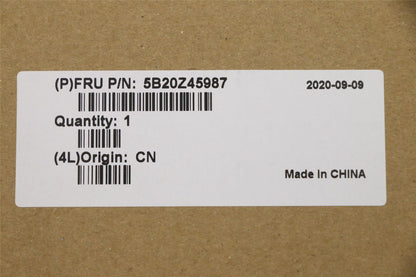 (P)FRU P/N: 5B20Z45987
2020-09-09
Quantity: 1
(4L)Origin: CN
Made In CHINA